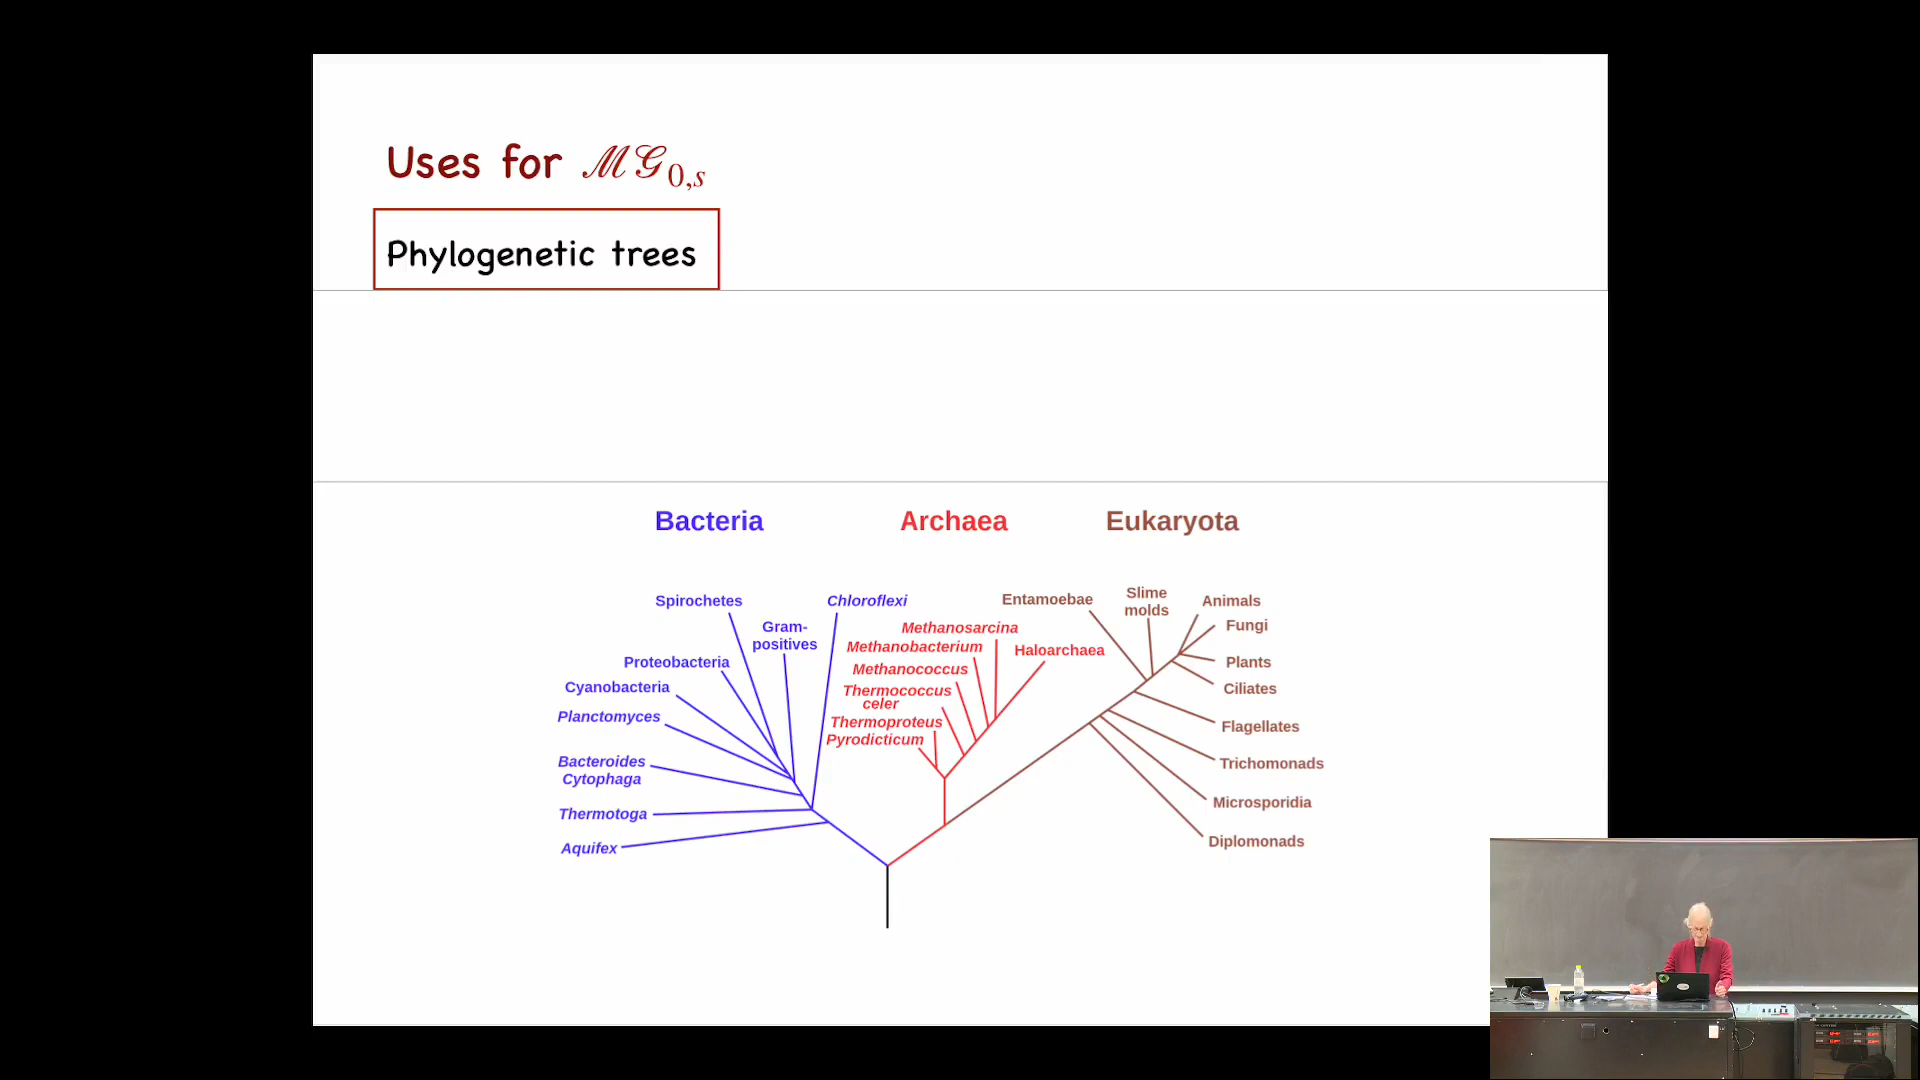 Uses for ℳ𝒢0,s
Phylogenetic trees
Bacteria
Archaea
Eukaryota
Spirochetes
Chloroflexi
Gram-
positives
Proteobacteria
Cyanobacteria
Planctomyces
Bacteroides
Cytophaga
Thermotoga
Aquifex
Methanosarcina
Methanobacterium
Haloarchaea
Methanococcus
Thermococcus
celer
Thermoproteus
Pyrodicticum
Entamoebae
Slime
molds
Animals
Fungi
Plants
Ciliates
Flagellates
Trichomonads
Microsporidia
Diplomonads